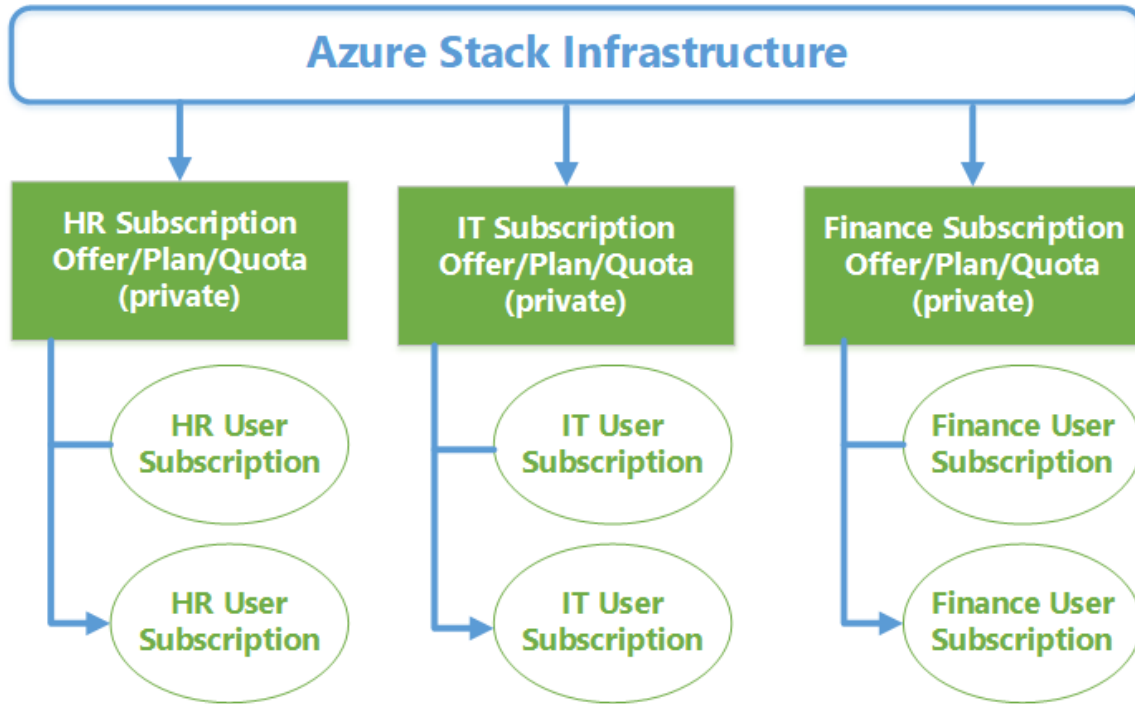 Azure Stack Infrastructure
HR Subscription
Offer/Plan/Quota
(private)
IT Subscription
Offer/Plan/Quota
(private)
Finance Subscription
Offer/Plan/Quota
(private)
HR User
Subscription
IT User
Subscription
Finance User
Subscription
HR User
Subscription
IT User
Subscription
Finance User
Subscription